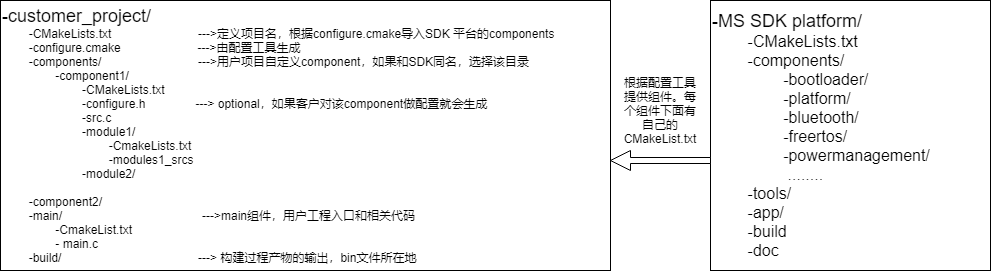 -customer_project/
-CMakeLists.txt --->定义项目名，根据configure.cmake导入SDK 平台的components
-configure.cmake --->由配置工具生成
-components/ --->用户项目自定义component，如果和SDK同名，选择该目录
-component1/
-CMakeLists.txt
-configure.h ---> optional，如果客户对该component做配置就会生成
-src.c
-module1/
-CmakeLists.txt
-modules1_srcs
-module2/
-component2/
-main/ --->main组件，用户工程入口和相关代码
-CmakeList.txt
- main.c
-build/ ---> 构建过程产物的输出，bin文件所在地
根据配置工具
提供组件。每
个组件下面有
自己的
CMakeList.txt
-MS SDK platform/
-CMakeLists.txt
-components/
-bootloader/
-platform/
-bluetooth/
-freertos/
-powermanagement/
........
-tools/
-app/
-build
-doc